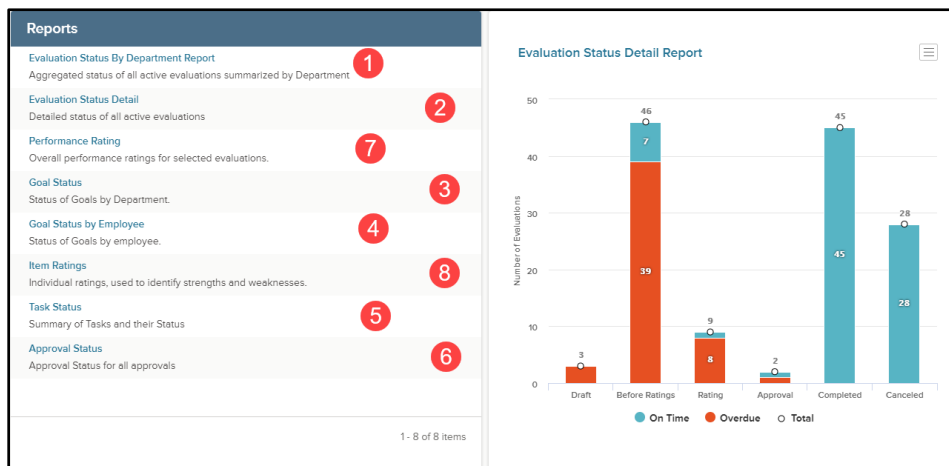 Reports
Evaluation Status By Department Report
1
Aggregated status of all active evaluations summarized by Department
Evaluation Status Detail
2
Detailed status of all active evaluations
Performance Rating
7
Overall performance ratings for selected evaluations.
Goal Status
3
Status of Goals by Department.
Goal Status by Employee
4
Status of Goals by employee.
Item Ratings
8
Individual ratings, used to identify strengths and weaknesses.
Task Status
5
Summary of Tasks and their Status
Approval Status
6
Approval Status for all approvals
1 - 8 of 8 items
Evaluation Status Detail Report
Number of Evaluations
50
40
30
20
10
0
3
46
7
39
9
8
2
45
45
28
28
Draft
Before Ratings
Rating
Approval
Completed
Canceled
On Time
Overdue
Total